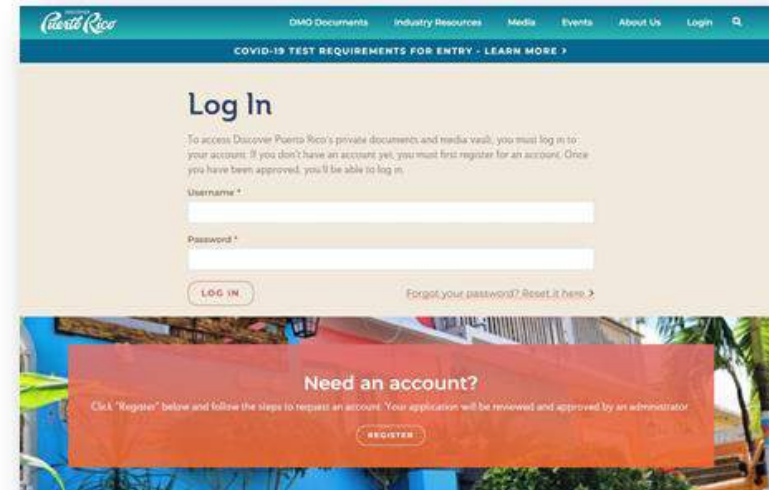 DISCOVER
Puerto Rico
DMO Documents Industry Resources Media Events About Us Login
COVID-19 TEST REQUIREMENTS FOR ENTRY - LEARN MORE >
Log In
To access Discover Puerto Rico's private documents and media vault, you must log in to
your account. If you don't have an account yet, you must first register for an account. Once
you have been approved, you'll be able to log in.
Username *
Password *
LOG IN
Forgot your password? Reset it here >
Need an account?
Click "Register" below and follow the steps to request an account. Your application will be reviewed and approved by an administrator
REGISTER